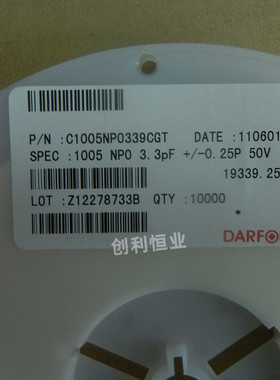 P/N :C1005NP0339CGT DATE :110601
SPEC :1005 NP0 3.3pF +/-0.25P 50V
19339.25
LOT :Z12278733B QTY :10000
创利恒业
DARFO